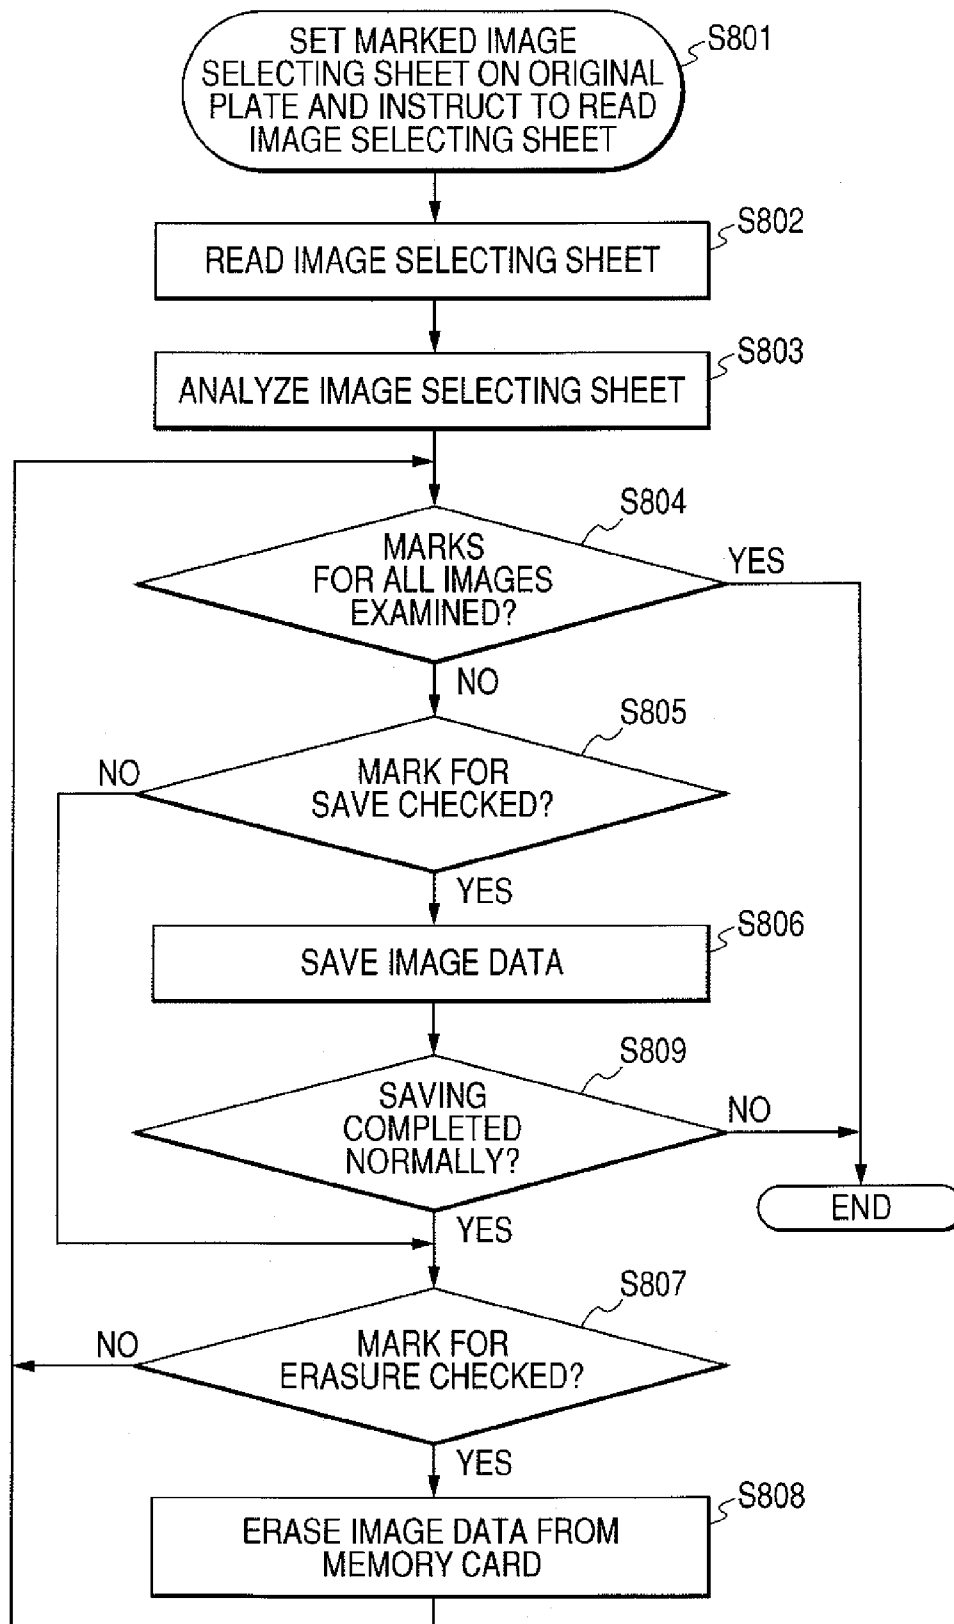 SET MARKED IMAGE
SELECTING SHEET ON ORIGINAL
PLATE AND INSTRUCT TO READ
IMAGE SELECTING SHEET
S801
READ IMAGE SELECTING SHEET
S802
ANALYZE IMAGE SELECTING SHEET
S803
S804
MARKS
FOR ALL IMAGES
EXAMINED?
YES
NO
S805
MARK FOR
SAVE CHECKED?
NO
YES
S806
SAVE IMAGE DATA
S809
SAVING
COMPLETED
NORMALLY?
NO
YES
END
S807
MARK FOR
ERASURE CHECKED?
NO
YES
S808
ERASE IMAGE DATA FROM
MEMORY CARD